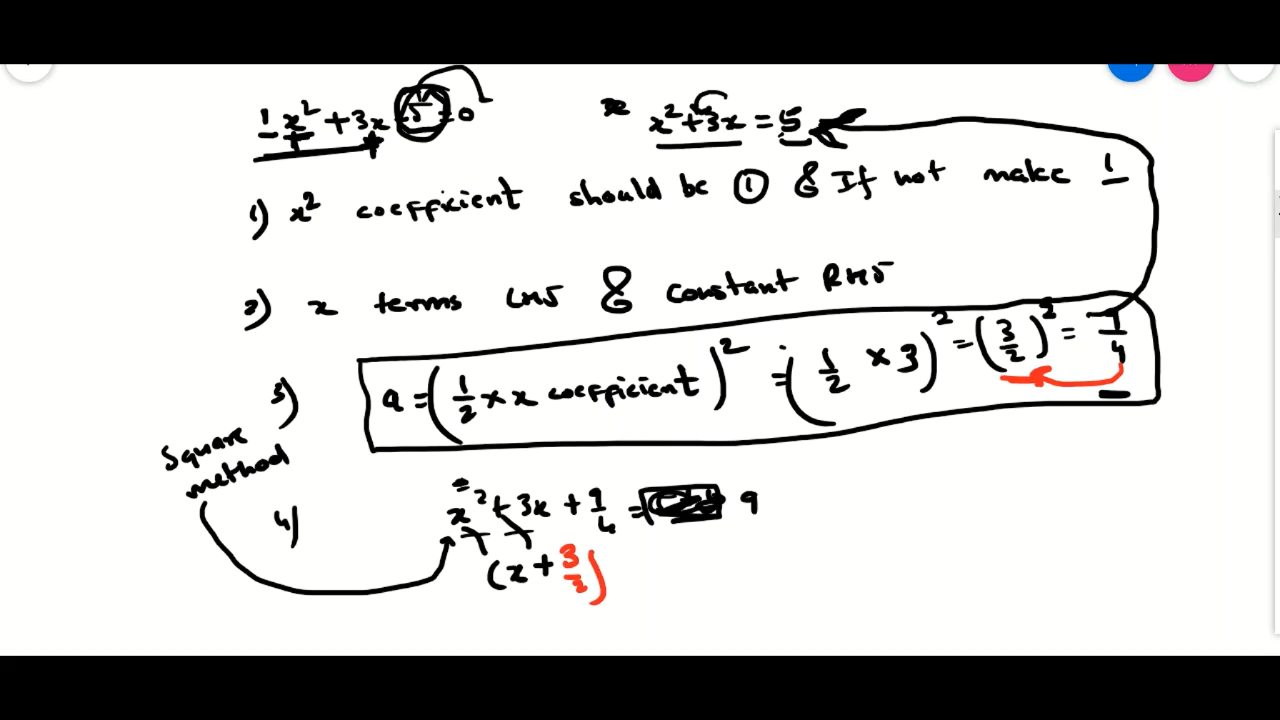 1x² + 3x - 5 = 0
x² + 3x = 5
1) x² coefficient should be ① & If not make 1
2) x terms LHS & constant RHS
3) a = (1/2 × x coefficient)² = (1/2 × 3)² = (3/2)² = 9/4
Square
method
4) x² + 3x + 9/4 = 9
(x + 3/2)